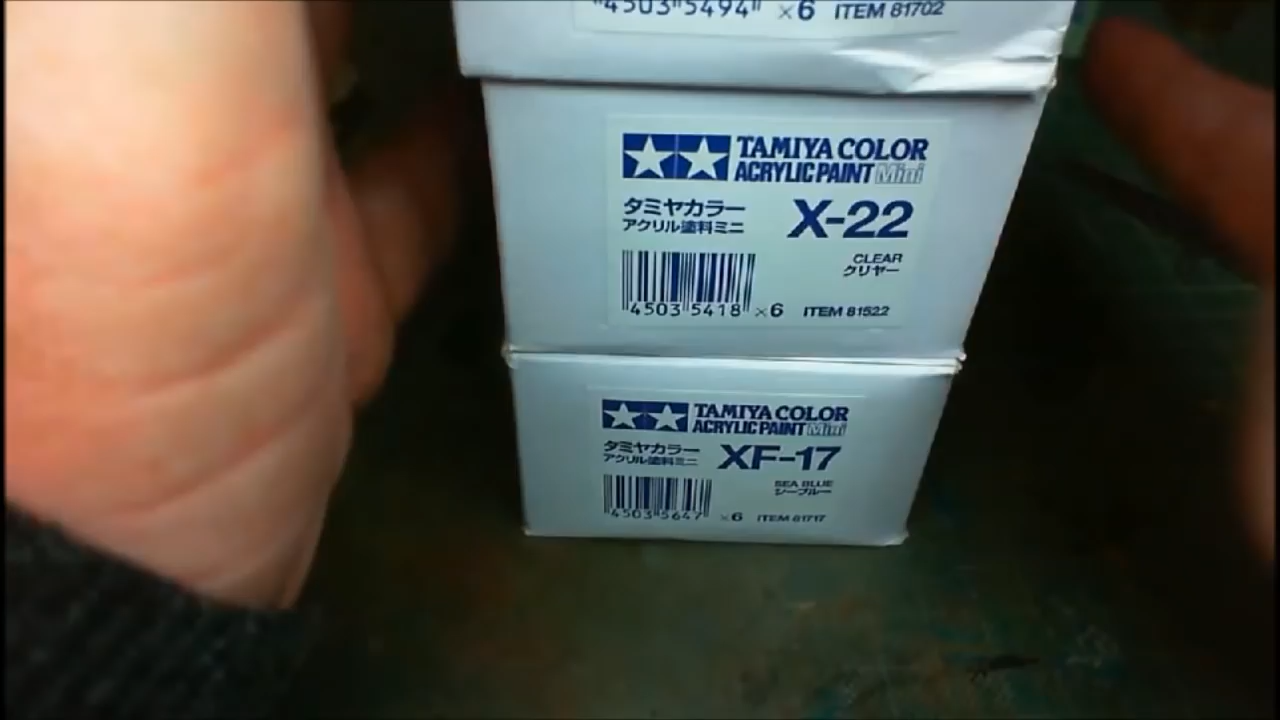 4503 5494 ×6 ITEM 81702
TAMIYA COLOR
ACRYLIC PAINT Mini
タミヤカラー
アクリル塗料ミニ
X-22
CLEAR
クリヤー
4503 5418 ×6 ITEM 81522
TAMIYA COLOR
ACRYLIC PAINT Mini
タミヤカラー
アクリル塗料ミニ
XF-17
SEA BLUE
シーブルー
4503 5647 ×6 ITEM 81717